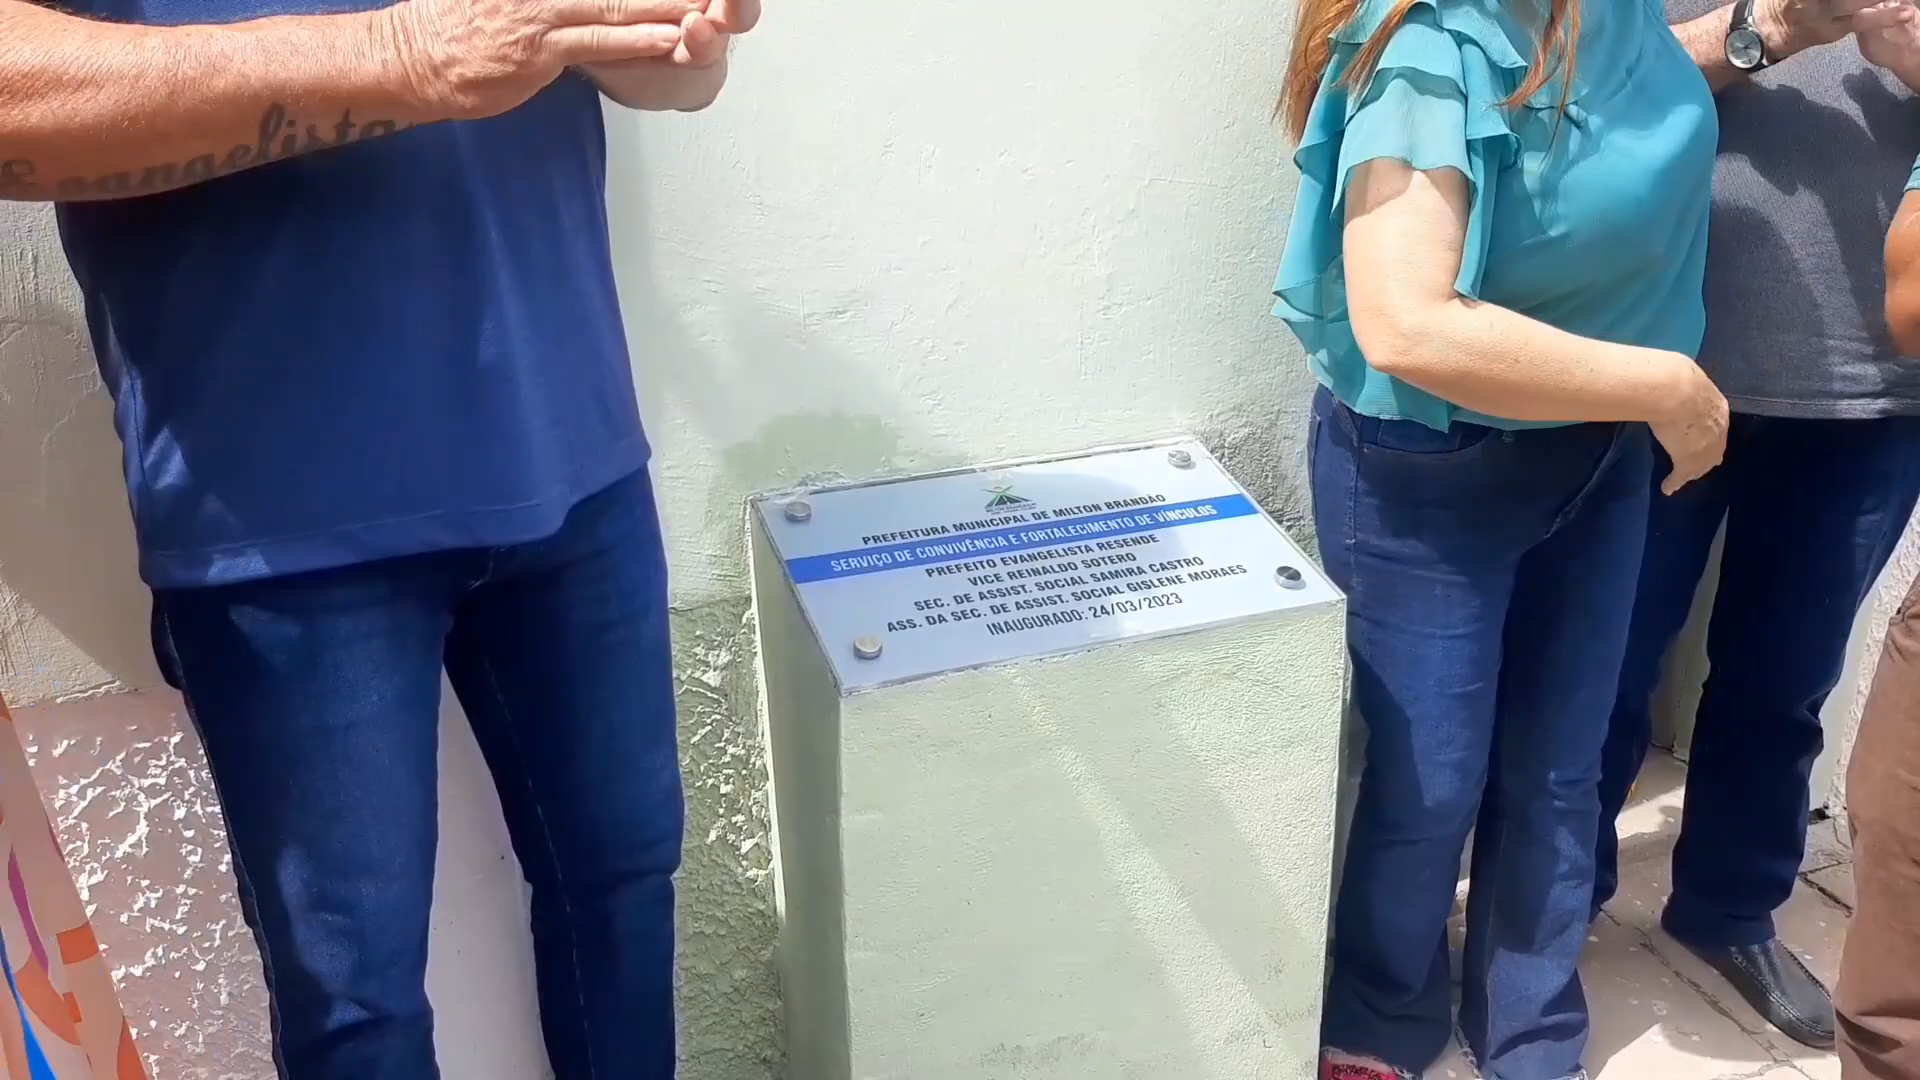 Evangelista
PREFEITURA MUNICIPAL DE MILTON BRANDÃO
SERVIÇO DE CONVIVÊNCIA E FORTALECIMENTO DE VÍNCULOS
PREFEITO EVANGELISTA RESENDE
VICE REINALDO SOTERO
SEC. DE ASSIST. SOCIAL SAMIRA CASTRO
ASS. DA SEC. DE ASSIST. SOCIAL GISLENE MORAES
INAUGURADO: 24/03/2023